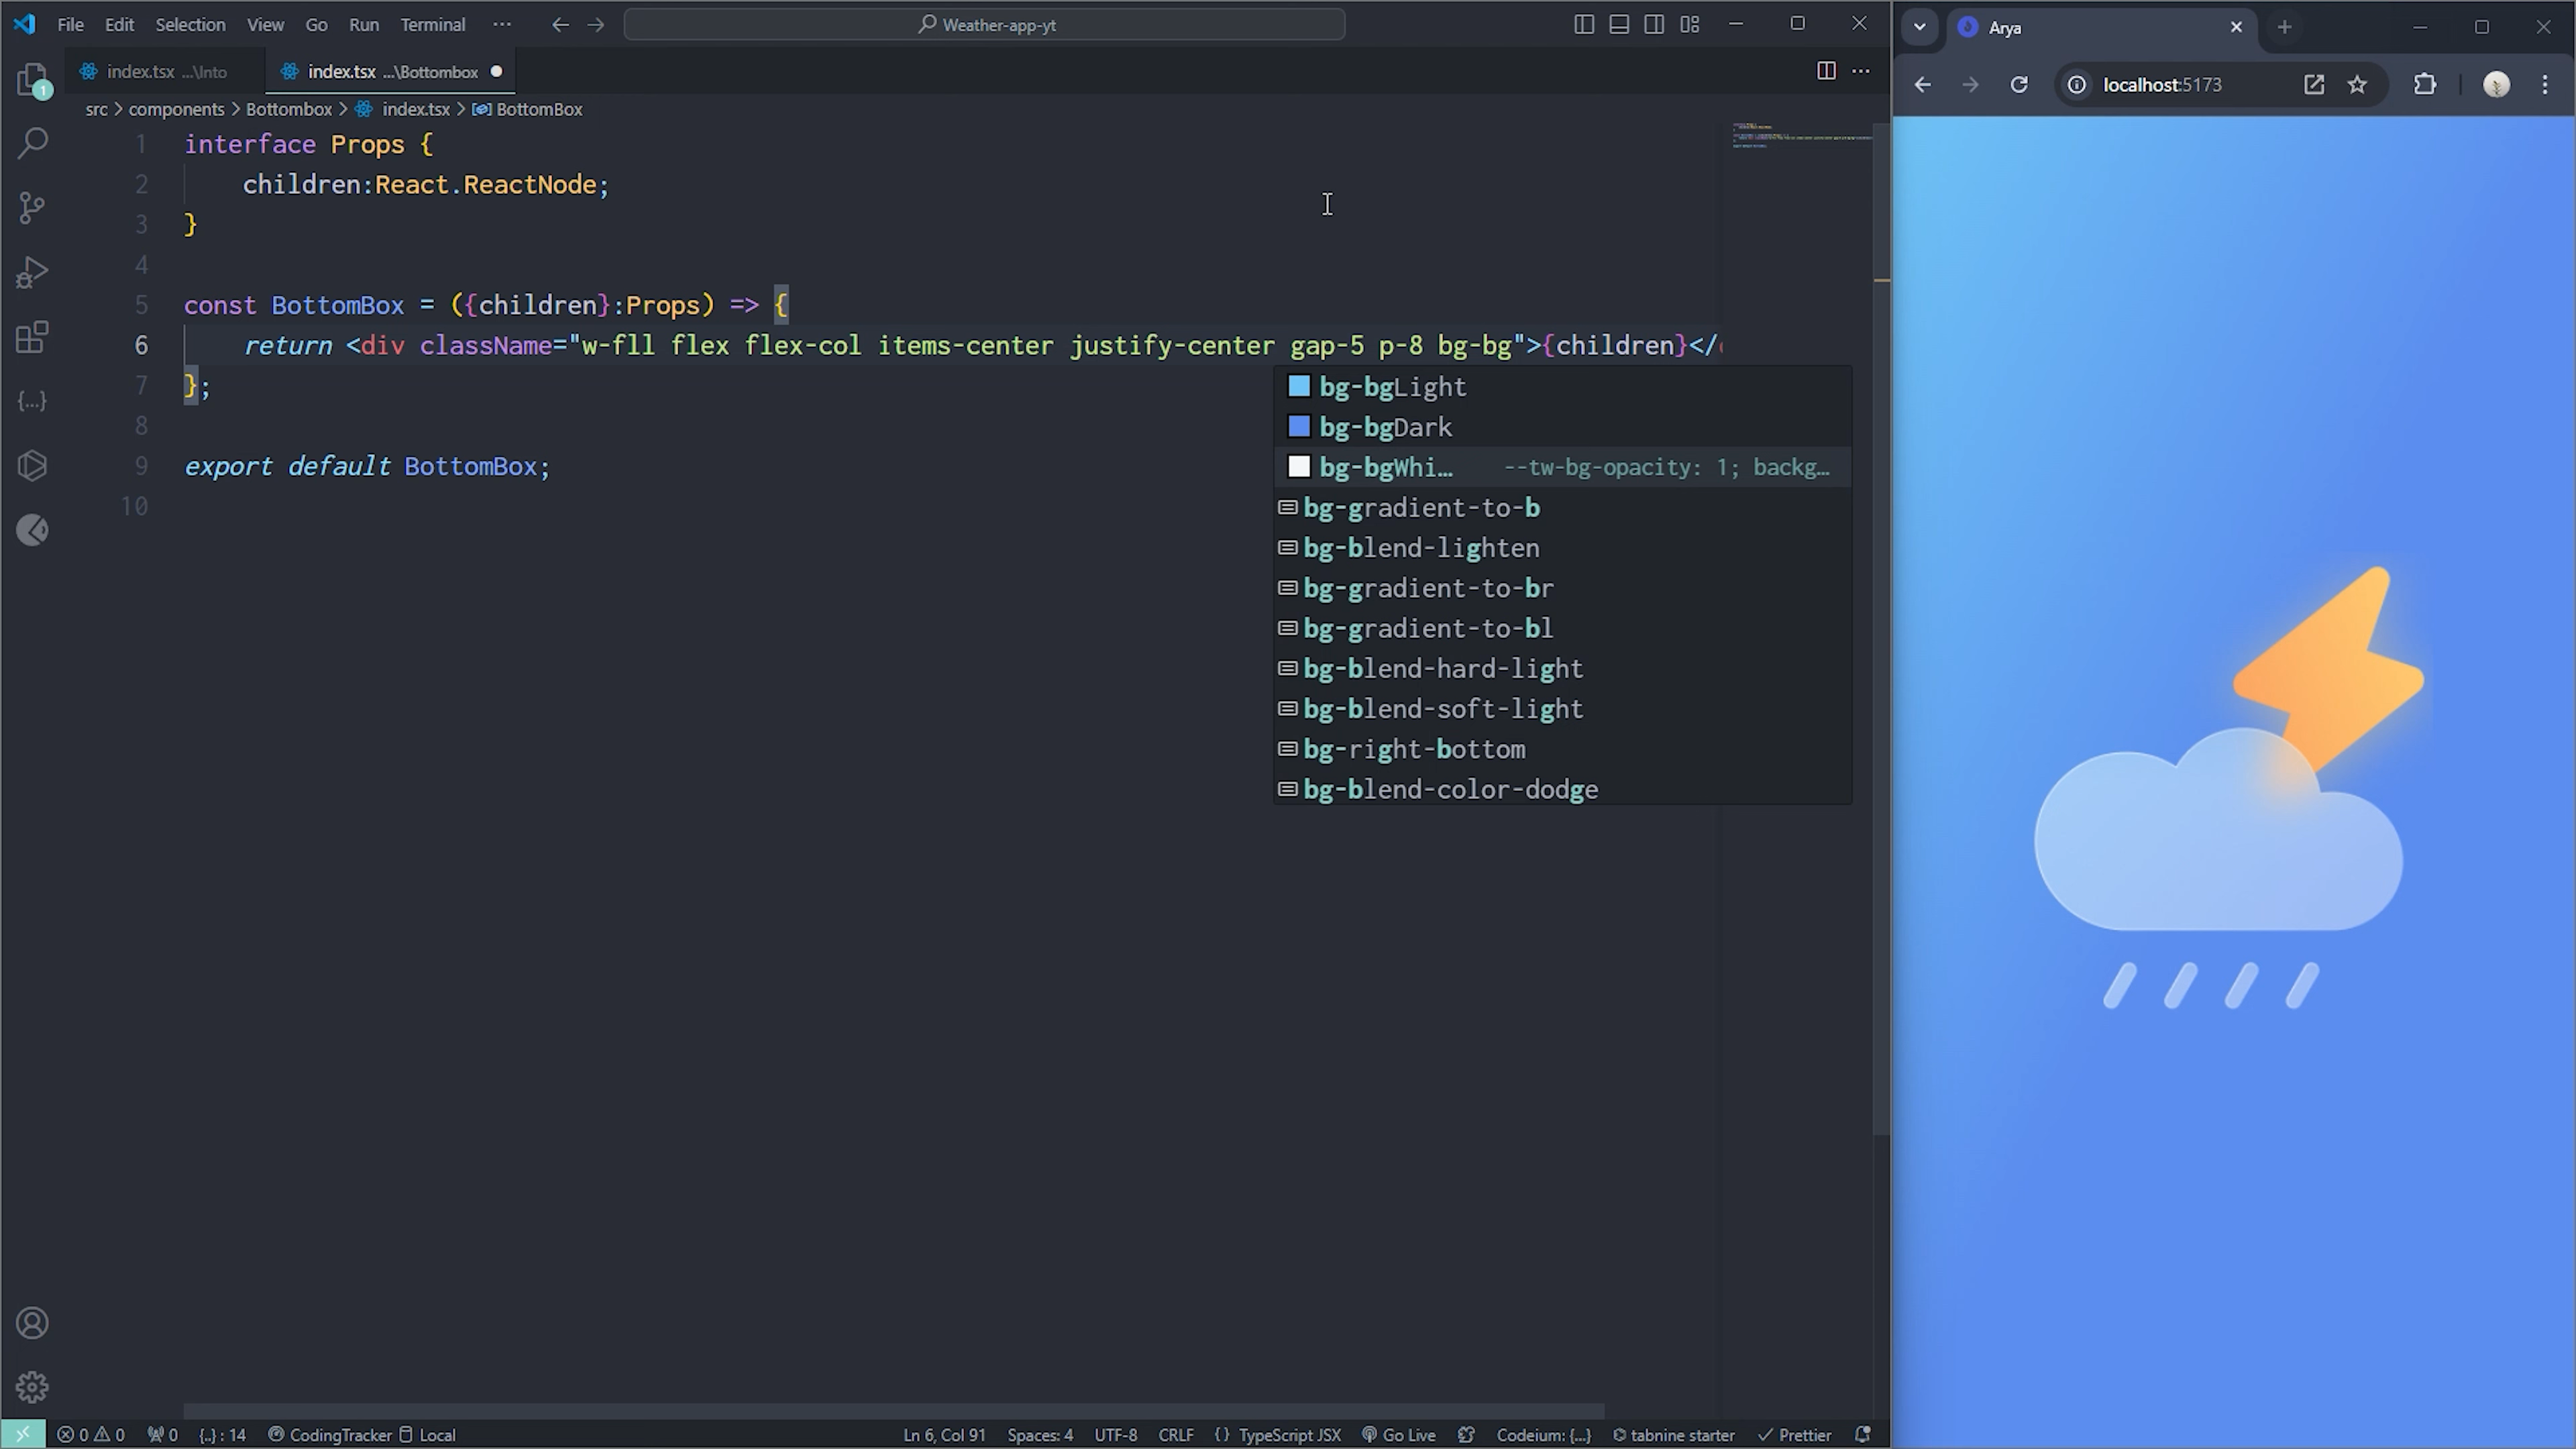 File Edit Selection View Go Run Terminal ··· Weather-app-yt
Arya
index.tsx ...\Into index.tsx ...\Bottombox
localhost:5173
1
src > components > Bottombox > index.tsx > BottomBox
1 interface Props {
2 children:React.ReactNode;
3 }
4
5 const BottomBox = ({children}:Props) => {
6 return <div className="w-fll flex flex-col items-center justify-center gap-5 p-8 bg-bg">{children}</
7 };
8
9 export default BottomBox;
10
bg-bgLight
bg-bgDark
bg-bgWhi… --tw-bg-opacity: 1; backg…
bg-gradient-to-b
bg-blend-lighten
bg-gradient-to-br
bg-gradient-to-bl
bg-blend-hard-light
bg-blend-soft-light
bg-right-bottom
bg-blend-color-dodge
0 0 0 {..} : 14 CodingTracker Local Ln 6, Col 91 Spaces: 4 UTF-8 CRLF {} TypeScript JSX Go Live Codeium: {...} tabnine starter Prettier